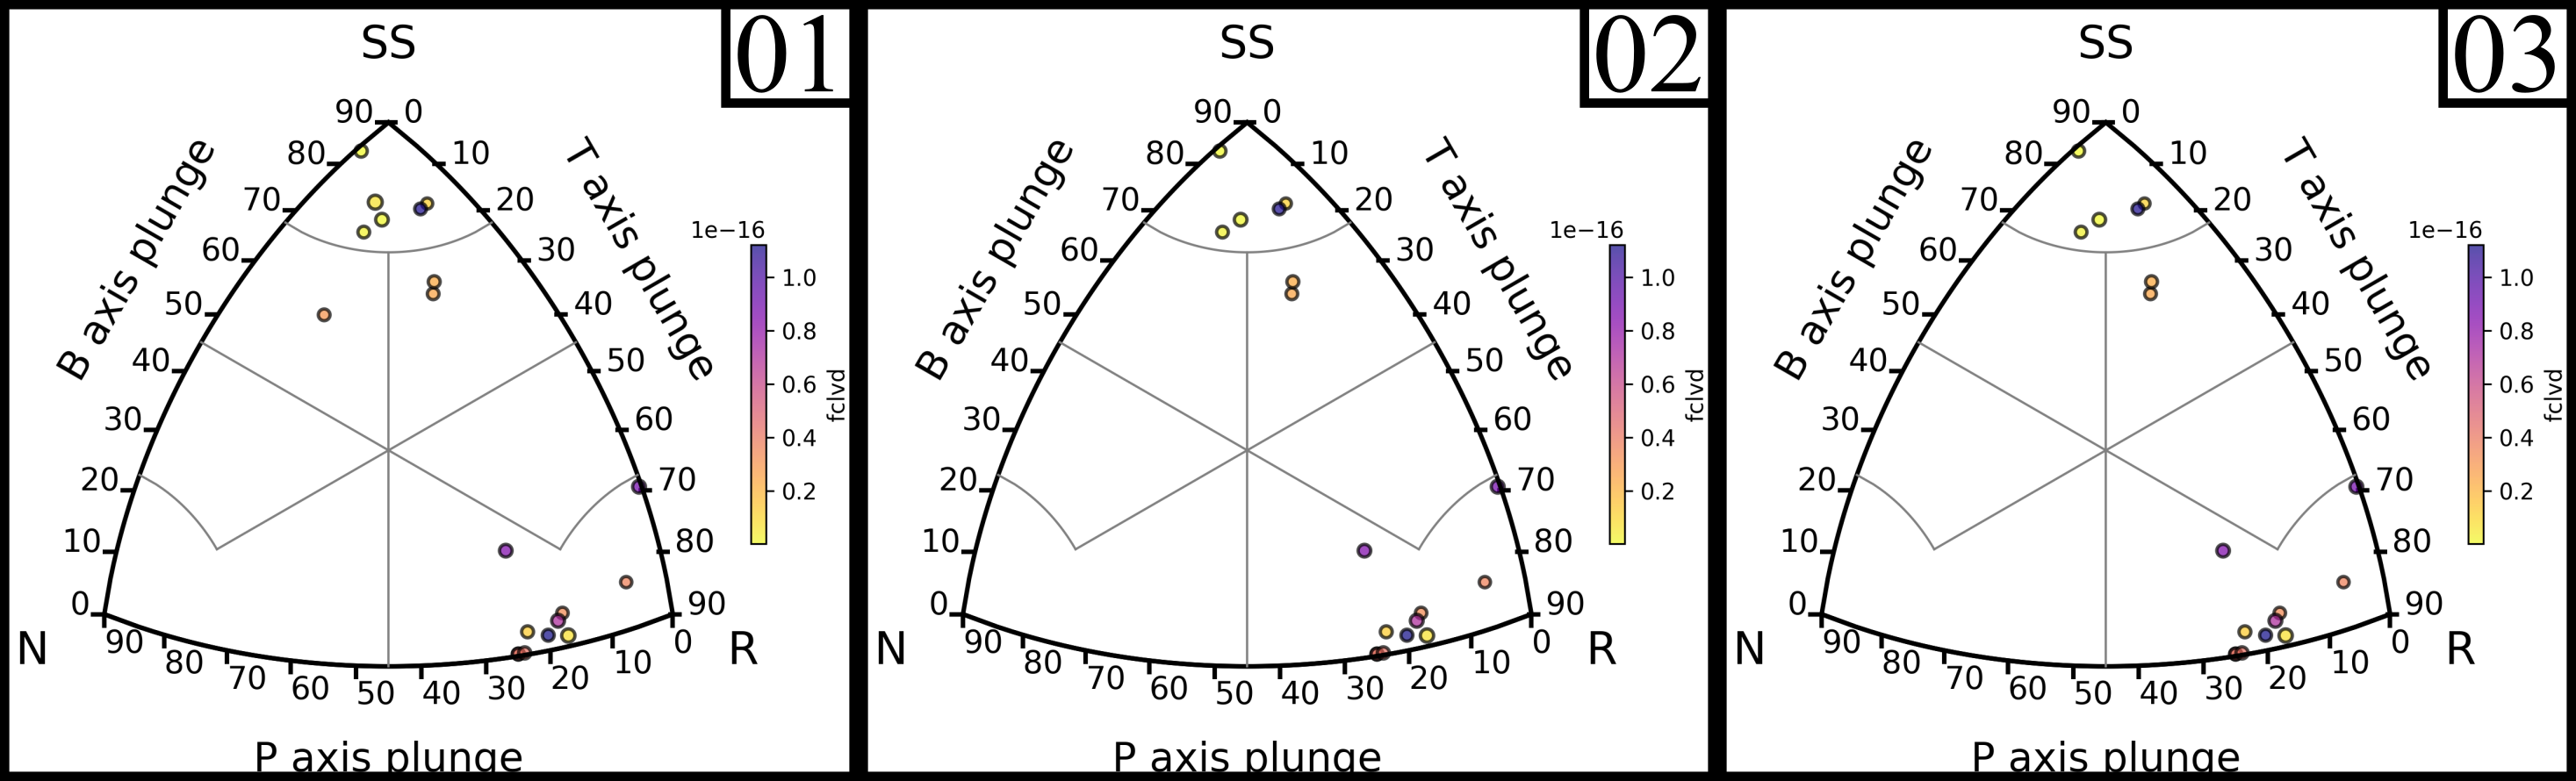 01
SS
90 0
80 10
70 20
60 30
50 40
40 50
30 60
20 70
10 80
0 90
N 90 80 70 60 50 40 30 20 10 0 R
B axis plunge
T axis plunge
P axis plunge
1e−16
1.0
0.8
0.6
0.4
0.2
fclvd
02
SS
90 0
80 10
70 20
60 30
50 40
40 50
30 60
20 70
10 80
0 90
N 90 80 70 60 50 40 30 20 10 0 R
B axis plunge
T axis plunge
P axis plunge
1e−16
1.0
0.8
0.6
0.4
0.2
fclvd
03
SS
90 0
80 10
70 20
60 30
50 40
40 50
30 60
20 70
10 80
0 90
N 90 80 70 60 50 40 30 20 10 0 R
B axis plunge
T axis plunge
P axis plunge
1e−16
1.0
0.8
0.6
0.4
0.2
fclvd